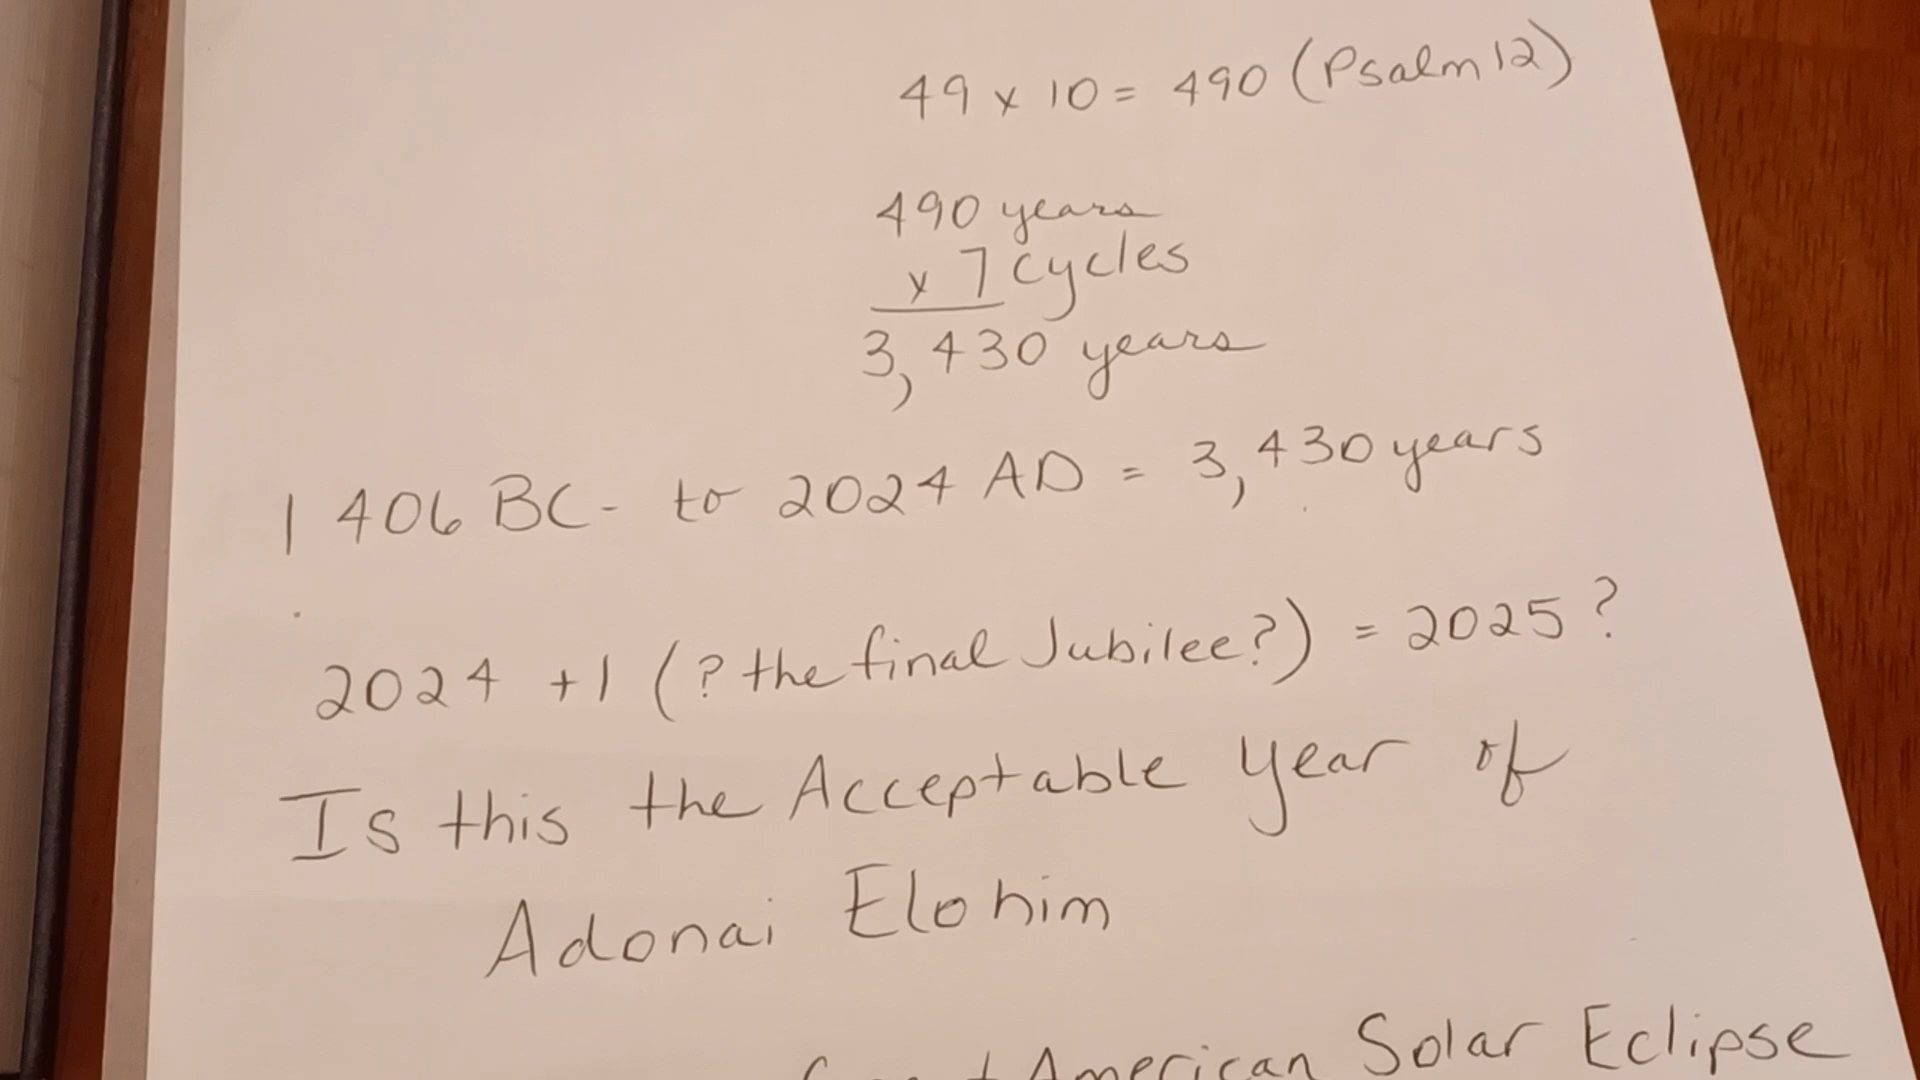 49 x 10 = 490 (Psalm 12)
490 years
x 7 cycles
3,430 years
1406 BC - to 2024 AD = 3,430 years
2024 +1 (? the final Jubilee?) = 2025?
Is this the Acceptable year of
Adonai Elohim
American Solar Eclipse